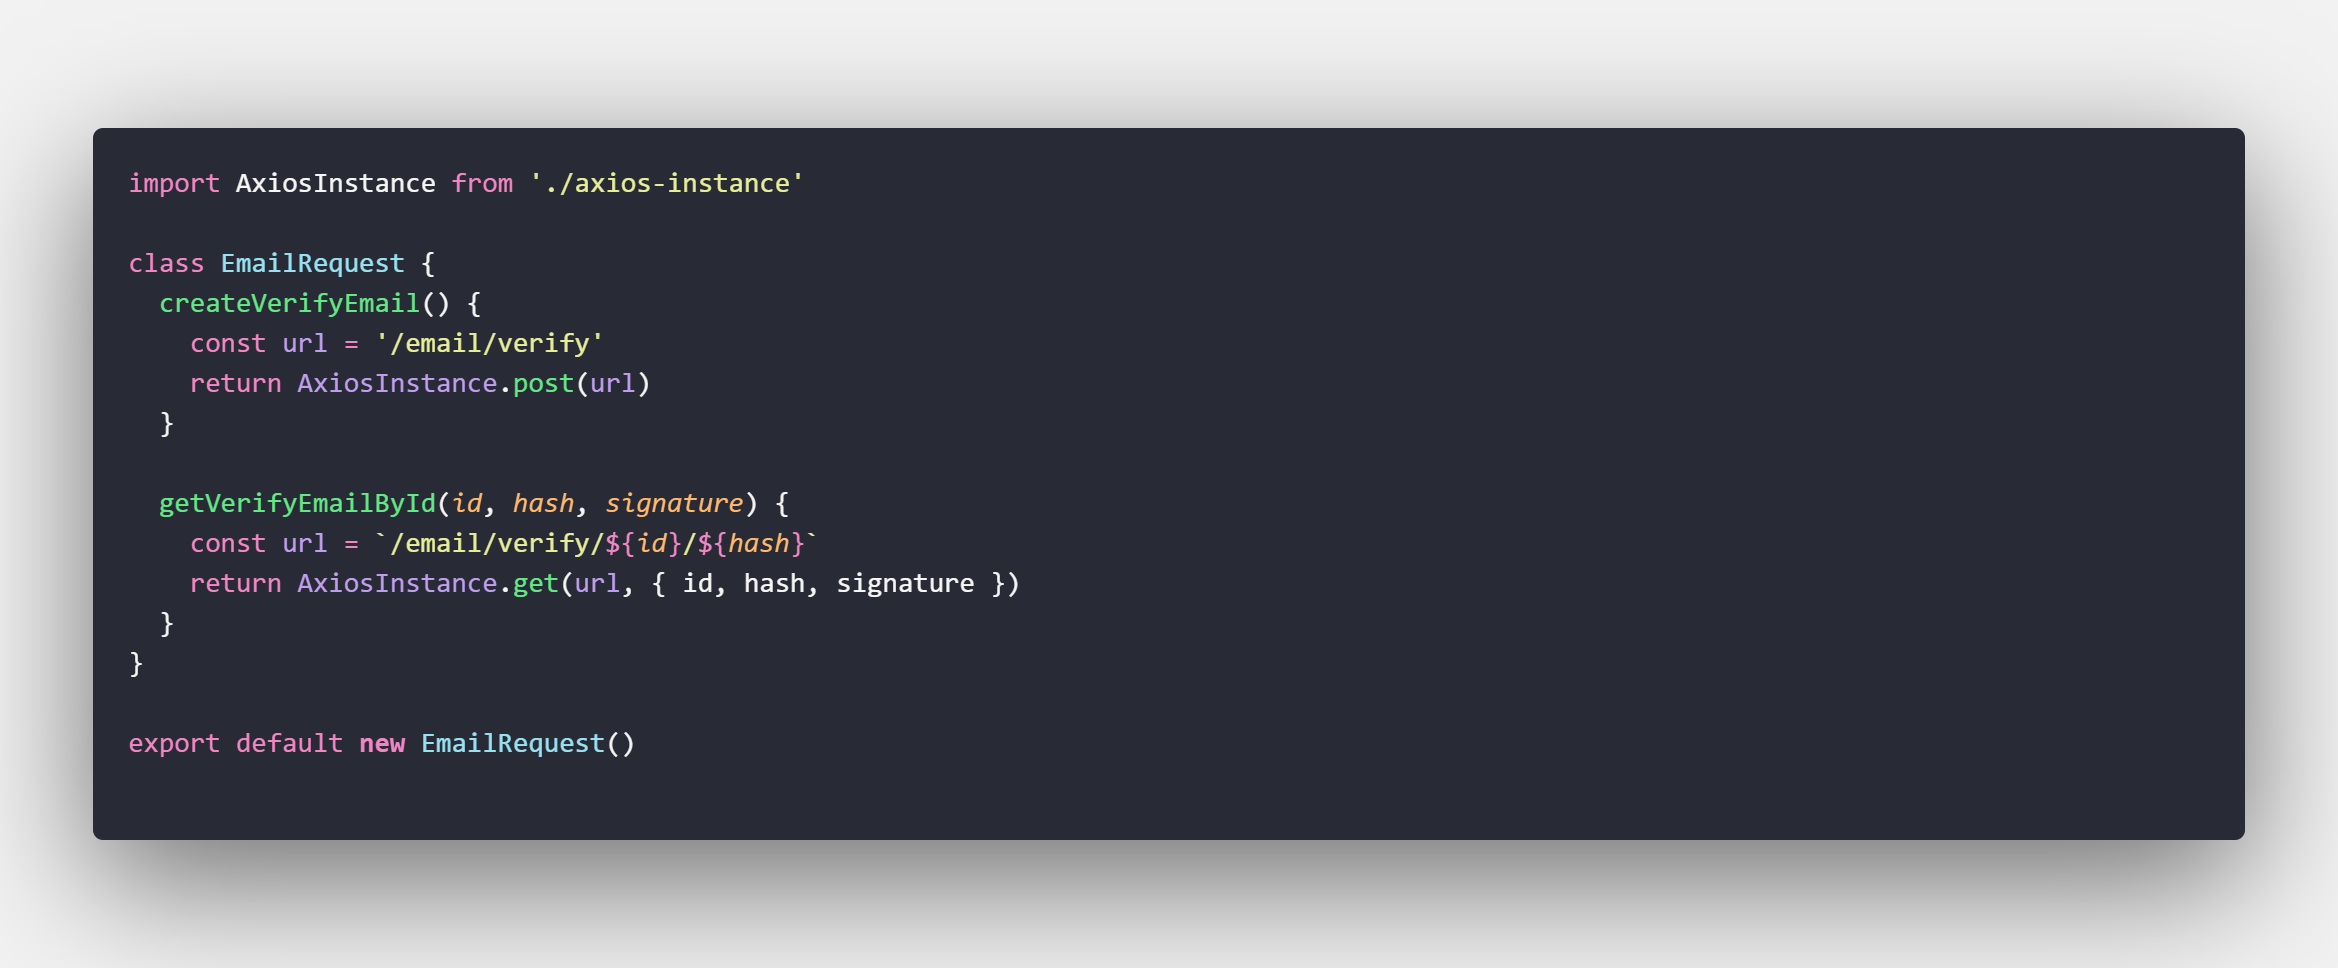 import AxiosInstance from './axios-instance'

class EmailRequest {
  createVerifyEmail() {
    const url = '/email/verify'
    return AxiosInstance.post(url)
  }

  getVerifyEmailById(id, hash, signature) {
    const url = `/email/verify/${id}/${hash}`
    return AxiosInstance.get(url, { id, hash, signature })
  }
}

export default new EmailRequest()